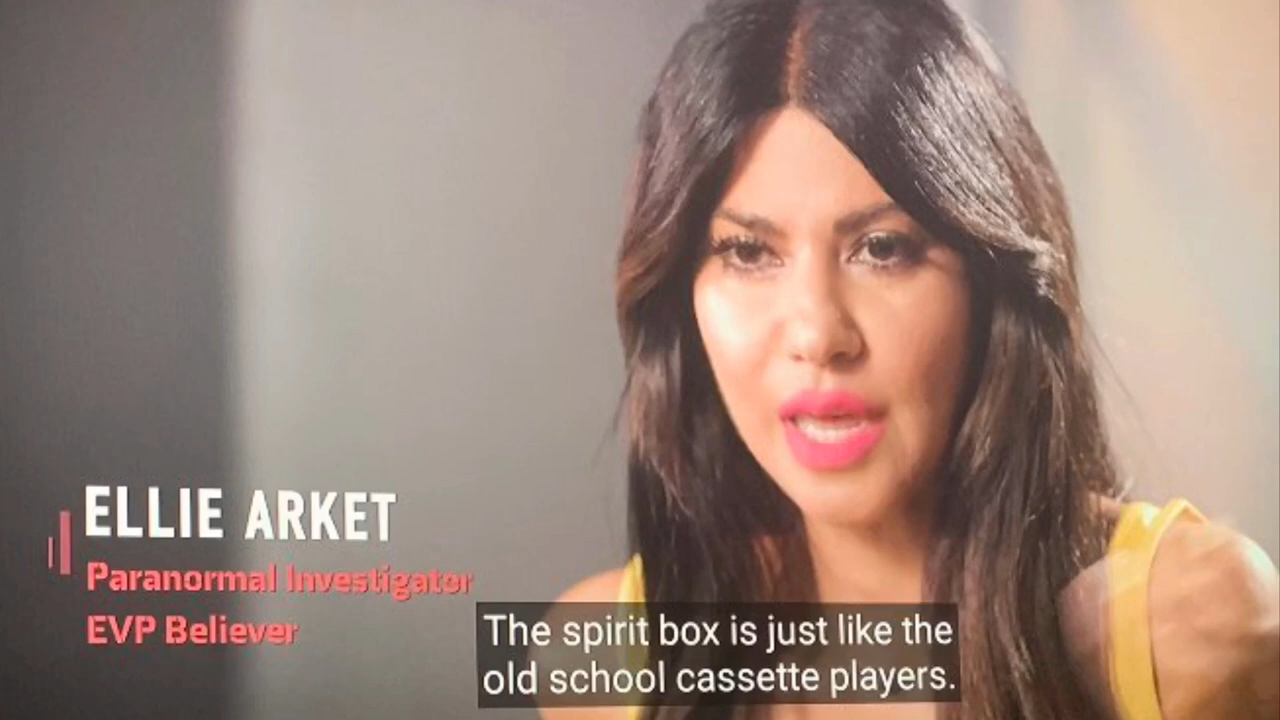 ELLIE ARKET
Paranormal Investigator
EVP Believer
The spirit box is just like the
old school cassette players.